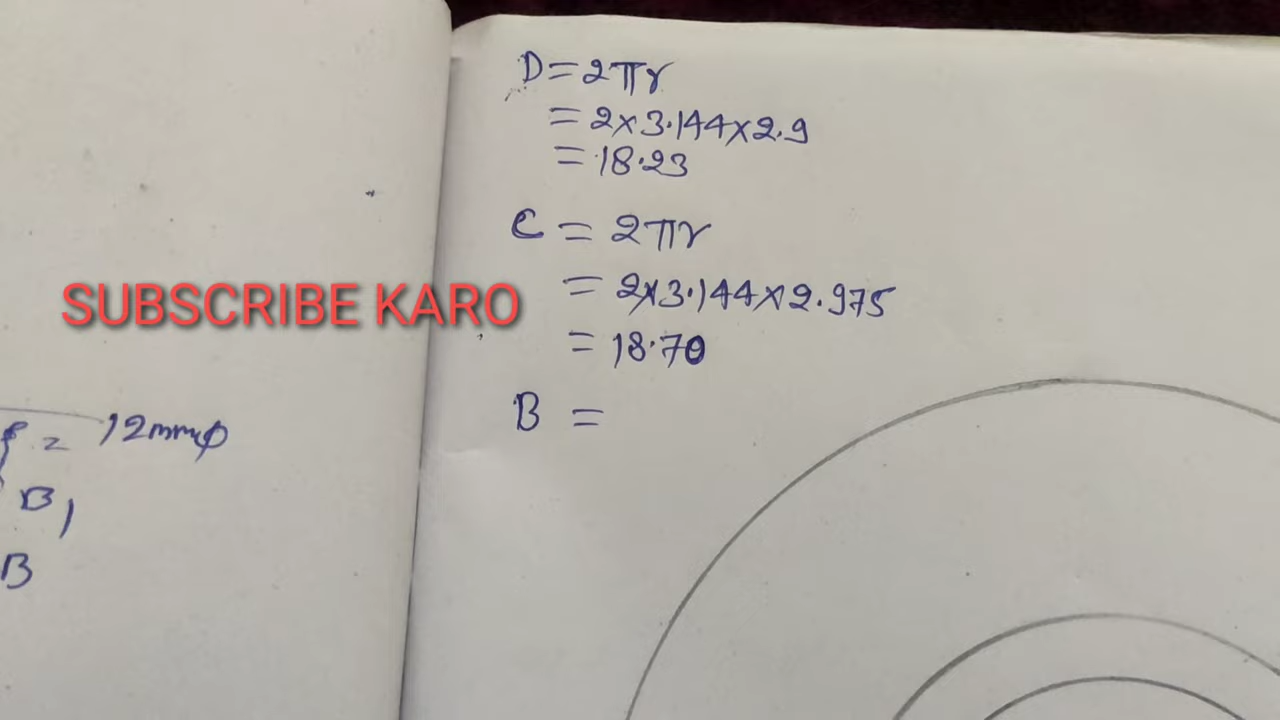 D = 2πr
= 2×3.144×2.9
= 18.23
C = 2πr
= 2×3.144×2.975
= 18.70
B =
SUBSCRIBE KARO
= 12mmφ
B,
B